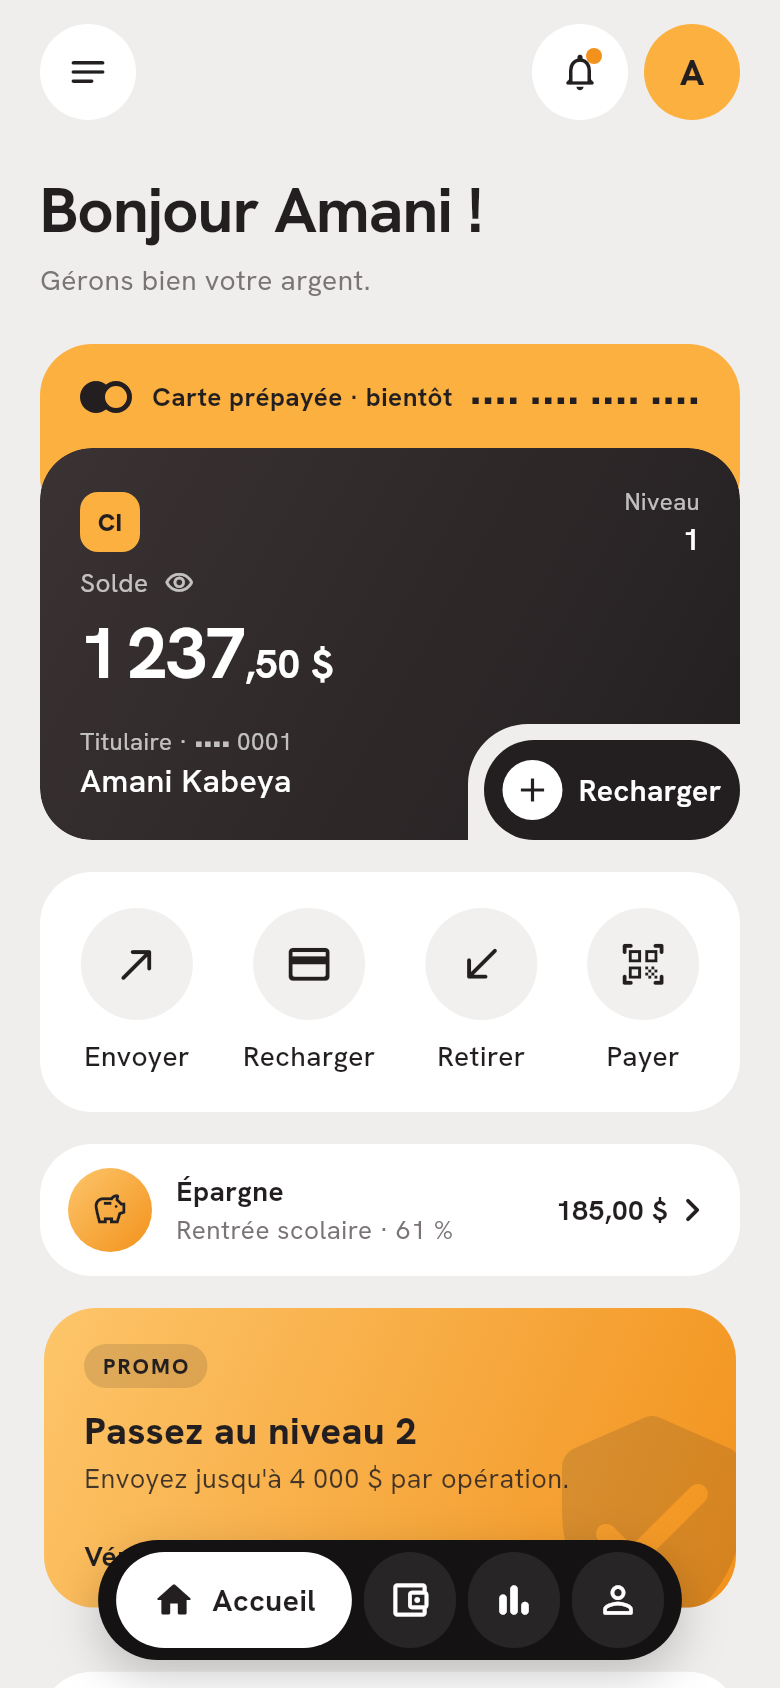 A
Bonjour Amani !
Gérons bien votre argent.
Carte prépayée · bientôt ▪▪▪▪ ▪▪▪▪ ▪▪▪▪ ▪▪▪▪
CI
Niveau
1
Solde
1 237,50 $
Titulaire · ▪▪▪▪ 0001
Amani Kabeya
Recharger
Envoyer
Recharger
Retirer
Payer
Épargne
Rentrée scolaire · 61 %
185,00 $
PROMO
Passez au niveau 2
Envoyez jusqu'à 4 000 $ par opération.
Accueil